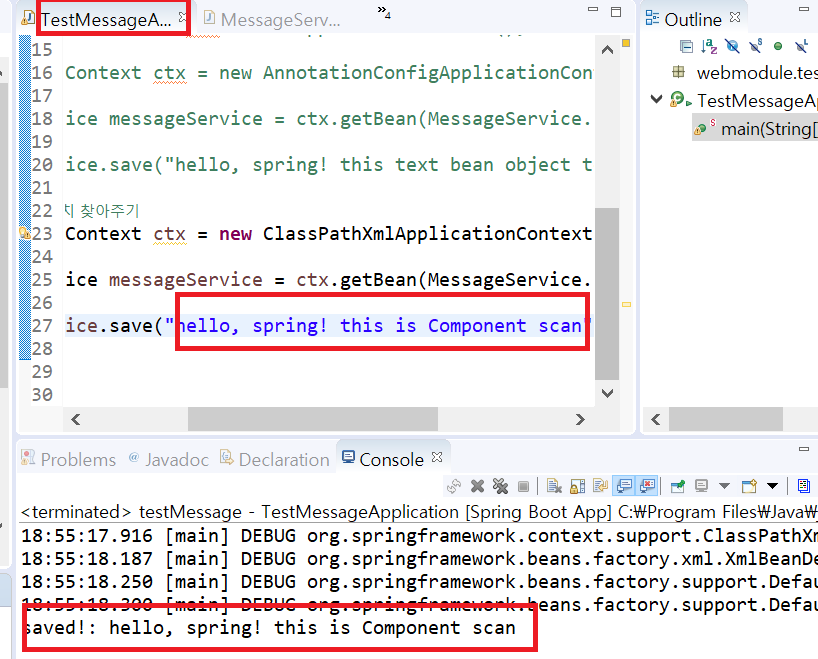 TestMessageA...
MessageServ...
4
Outline
15
16 Context ctx = new AnnotationConfigApplicationCon
17
18 ice messageService = ctx.getBean(MessageService.
19
20 ice.save("hello, spring! this text bean object t
21
22 찾아주기
23 Context ctx = new ClassPathXmlApplicationContext
24
25 ice messageService = ctx.getBean(MessageService.
26
27 ice.save("hello, spring! this is Component scan"
28
29
30
webmodule.tes
TestMessageAp
main(String[
Problems
Javadoc
Declaration
Console
<terminated> testMessage - TestMessageApplication [Spring Boot App] C:₩Program Files₩Java₩j
18:55:17.916 [main] DEBUG org.springframework.context.support.ClassPathXm
18:55:18.187 [main] DEBUG org.springframework.beans.factory.xml.XmlBeanDe
18:55:18.250 [main] DEBUG org.springframework.beans.factory.support.Defau
18:55:18.300 [main] DEBUG org.springframework.beans.factory.support.Defau
saved!: hello, spring! this is Component scan